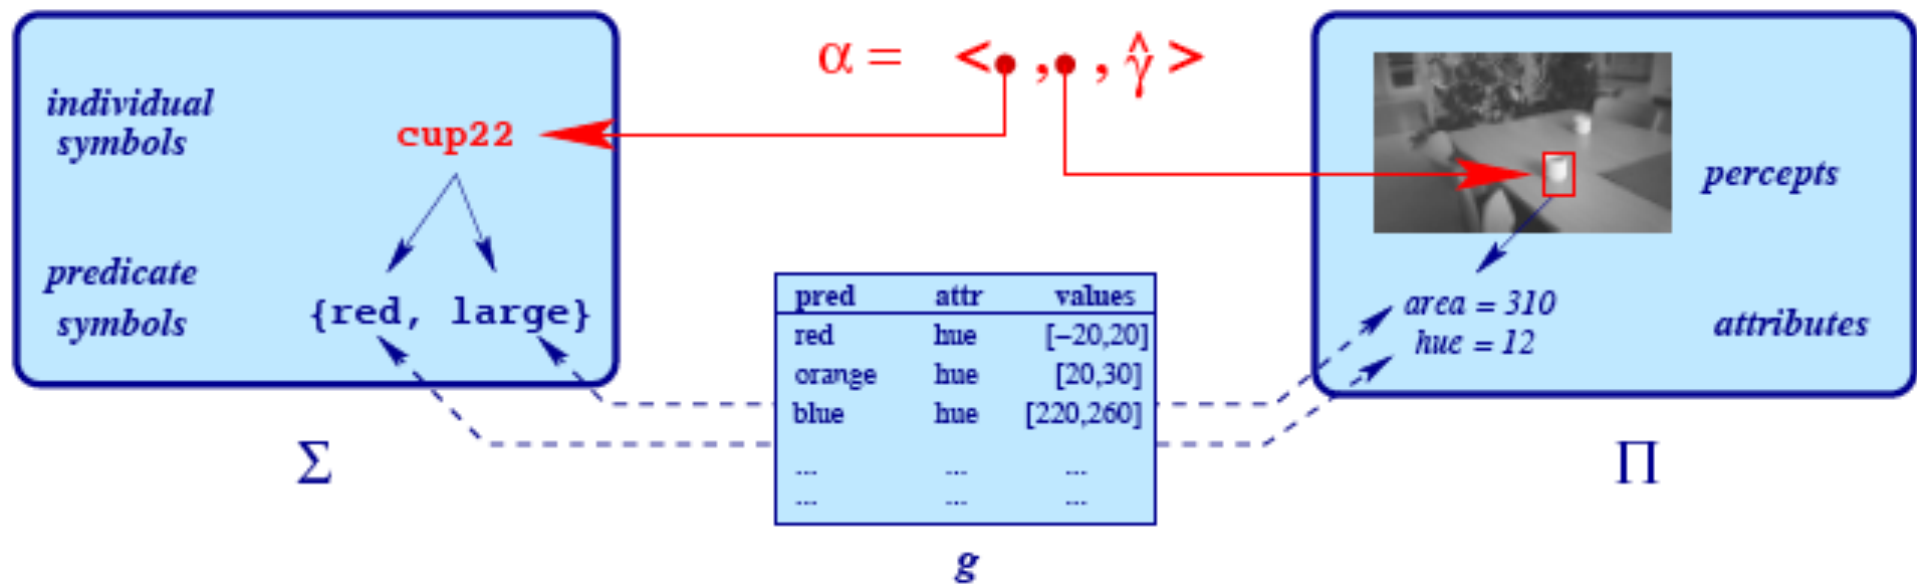 α = < , , γ̂ >
individual
symbols
cup22
predicate
symbols
{red, large}
Σ
pred attr values
red hue [−20,20]
orange hue [20,30]
blue hue [220,260]
... ... ...
... ... ...
g
percepts
area = 310
hue = 12
attributes
Π